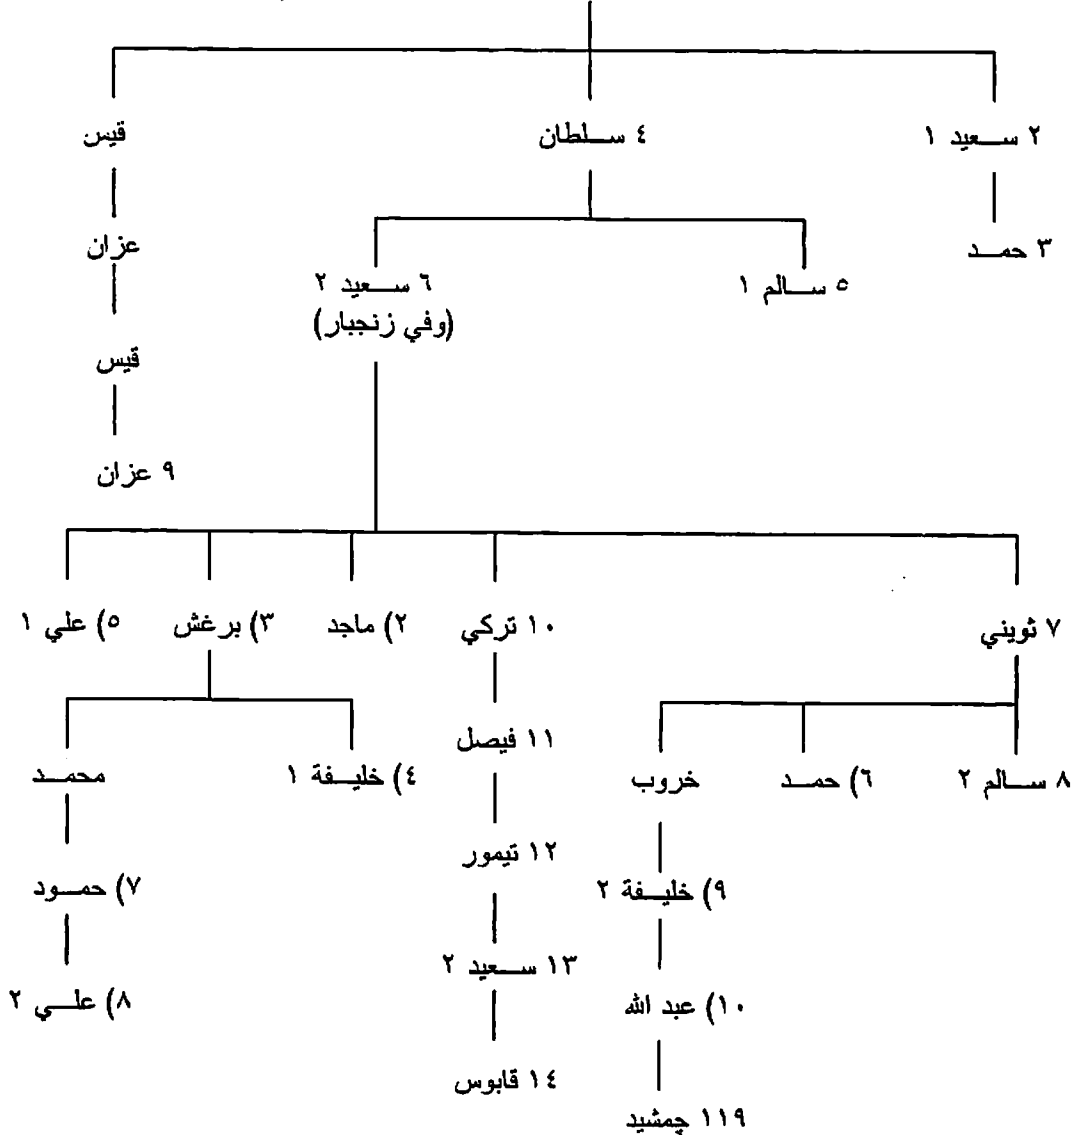 ٢ سعيد ١
٤ سلطان
قيس
٣ حمد
عزان
٥ سالم ١
٦ سعيد ٢
(وفي زنجبار)
قيس
٩ عزان
٧ ثويني
١٠ تركي
٢) ماجد
٣) برغش
٥) علي ١
٨ سالم ٢
٦) حمد
خروب
١١ فيصل
٤) خليفة ١
محمد
١٢ تيمور
٩) خليفة ٢
٧) حمود
١٣ سعيد ٢
١٠) عبد الله
٨) علي ٢
١٤ قابوس
١١٩ چمشيد